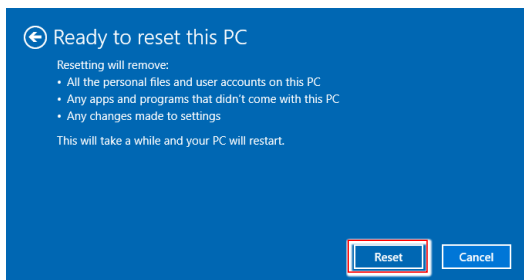 Ready to reset this PC
Resetting will remove:
• All the personal files and user accounts on this PC
• Any apps and programs that didn't come with this PC
• Any changes made to settings
This will take a while and your PC will restart.
Reset Cancel